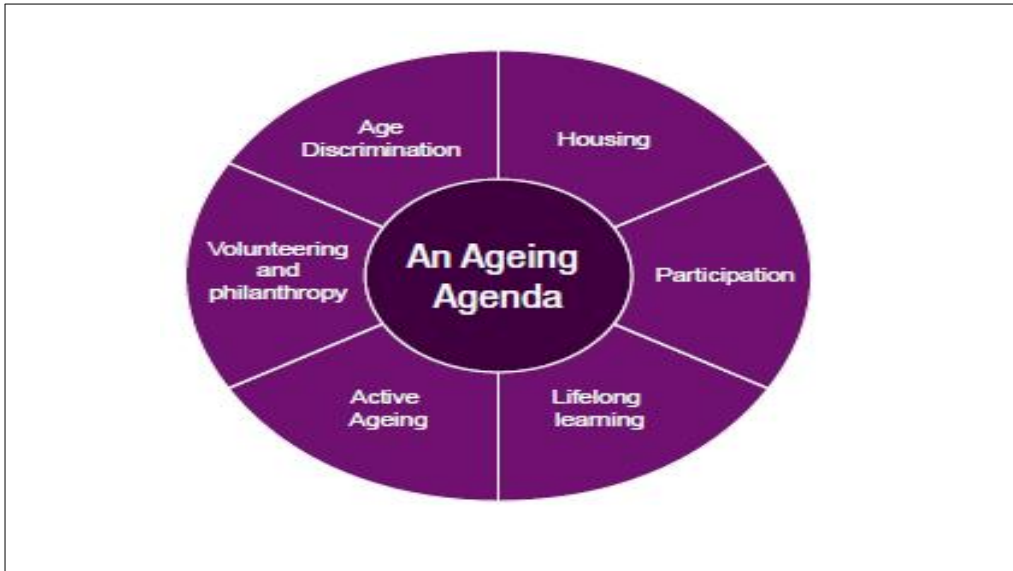 An Ageing
Agenda
Housing
Participation
Lifelong
learning
Active
Ageing
Volunteering
and
philanthropy
Age
Discrimination